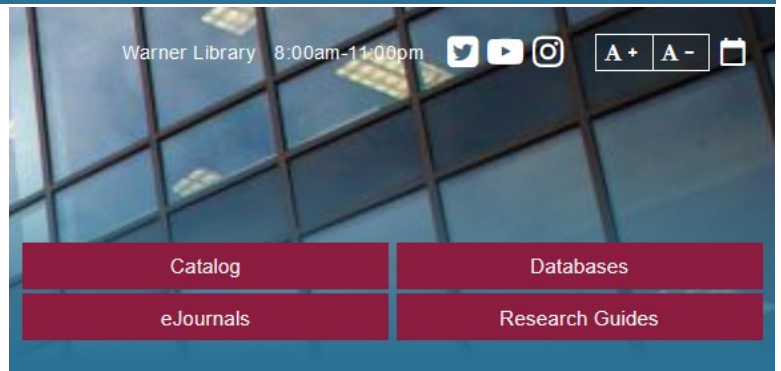 Warner Library 8:00am-11:00pm A+ A-
Catalog Databases
eJournals Research Guides